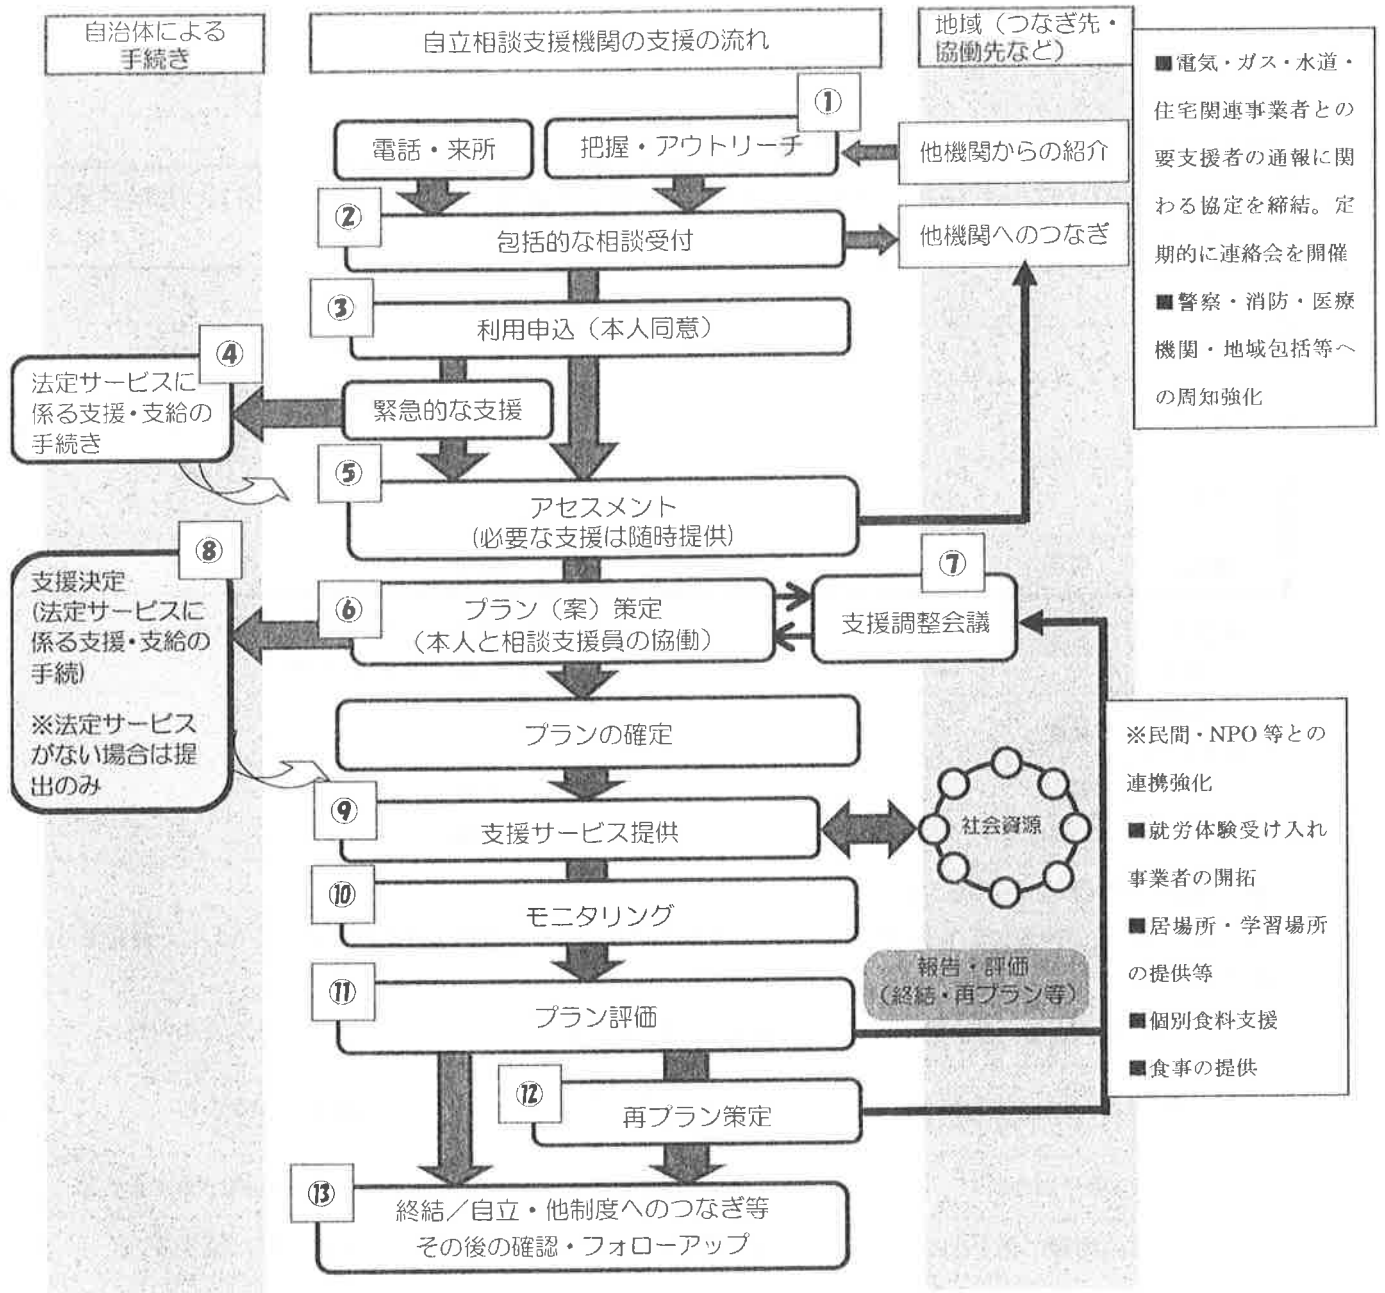 自治体による
手続き
自立相談支援機関の支援の流れ
地域（つなぎ先・
協働先など）
■電気・ガス・水道・
住宅関連事業者との
要支援者の通報に関
わる協定を締結。定
期的に連絡会を開催
■警察・消防・医療
機関・地域包括等へ
の周知強化
①
電話・来所
把握・アウトリーチ
他機関からの紹介
②
包括的な相談受付
他機関へのつなぎ
③
利用申込（本人同意）
④
法定サービスに
係る支援・支給の
手続き
緊急的な支援
⑤
アセスメント
(必要な支援は随時提供)
⑧
支援決定
(法定サービスに
係る支援・支給の
手続)
※法定サービス
がない場合は提
出のみ
⑥
プラン（案）策定
（本人と相談支援員の協働）
⑦
支援調整会議
プランの確定
⑨
支援サービス提供
社会資源
※民間・NPO 等との
連携強化
■就労体験受け入れ
事業者の開拓
■居場所・学習場所
の提供等
■個別食料支援
■食事の提供
⑩
モニタリング
報告・評価
（終結・再プラン等）
⑪
プラン評価
⑫
再プラン策定
⑬
終結／自立・他制度へのつなぎ等
その後の確認・フォローアップ